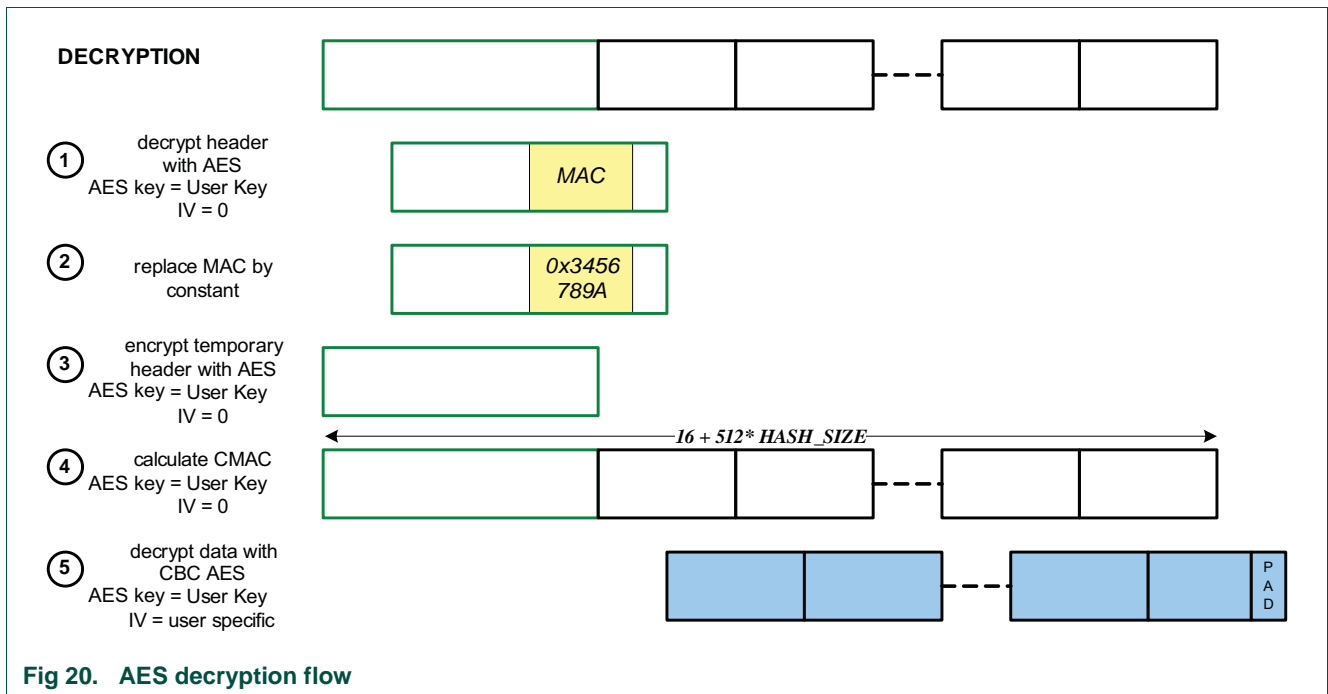 DECRYPTION
1
decrypt header
with AES
AES key = User Key
IV = 0
MAC
2
replace MAC by
constant
0x3456
789A
3
encrypt temporary
header with AES
AES key = User Key
IV = 0
16 + 512* HASH_SIZE
4
calculate CMAC
AES key = User Key
IV = 0
5
decrypt data with
CBC AES
AES key = User Key
IV = user specific
P
A
D
Fig 20. AES decryption flow